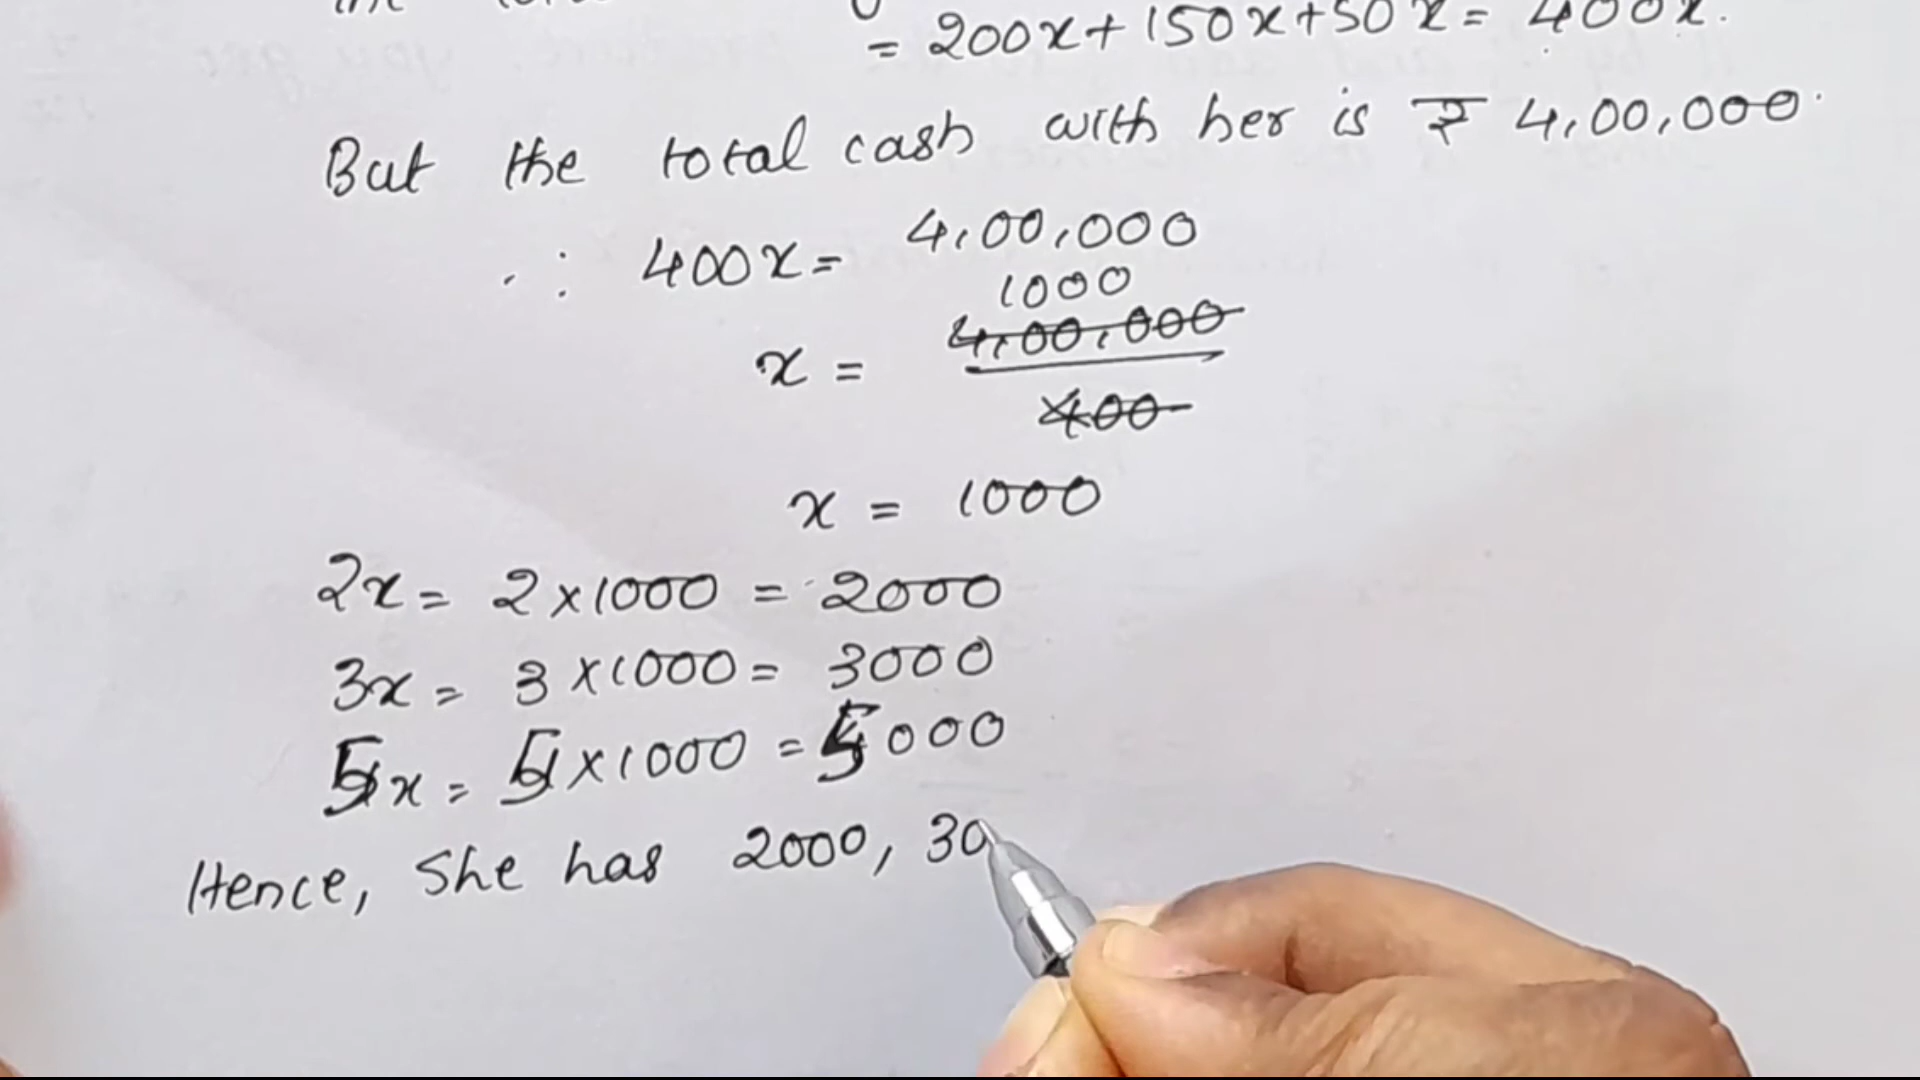 = 200x + 150x + 50x = 400x.
But the total cash with her is ₹ 4,00,000.
∴ 400x = 4,00,000
1000
x = 4,00,000
400
x = 1000
2x = 2 × 1000 = 2000
3x = 3 × 1000 = 3000
5x = 5 × 1000 = 5000
Hence, She has 2000, 30